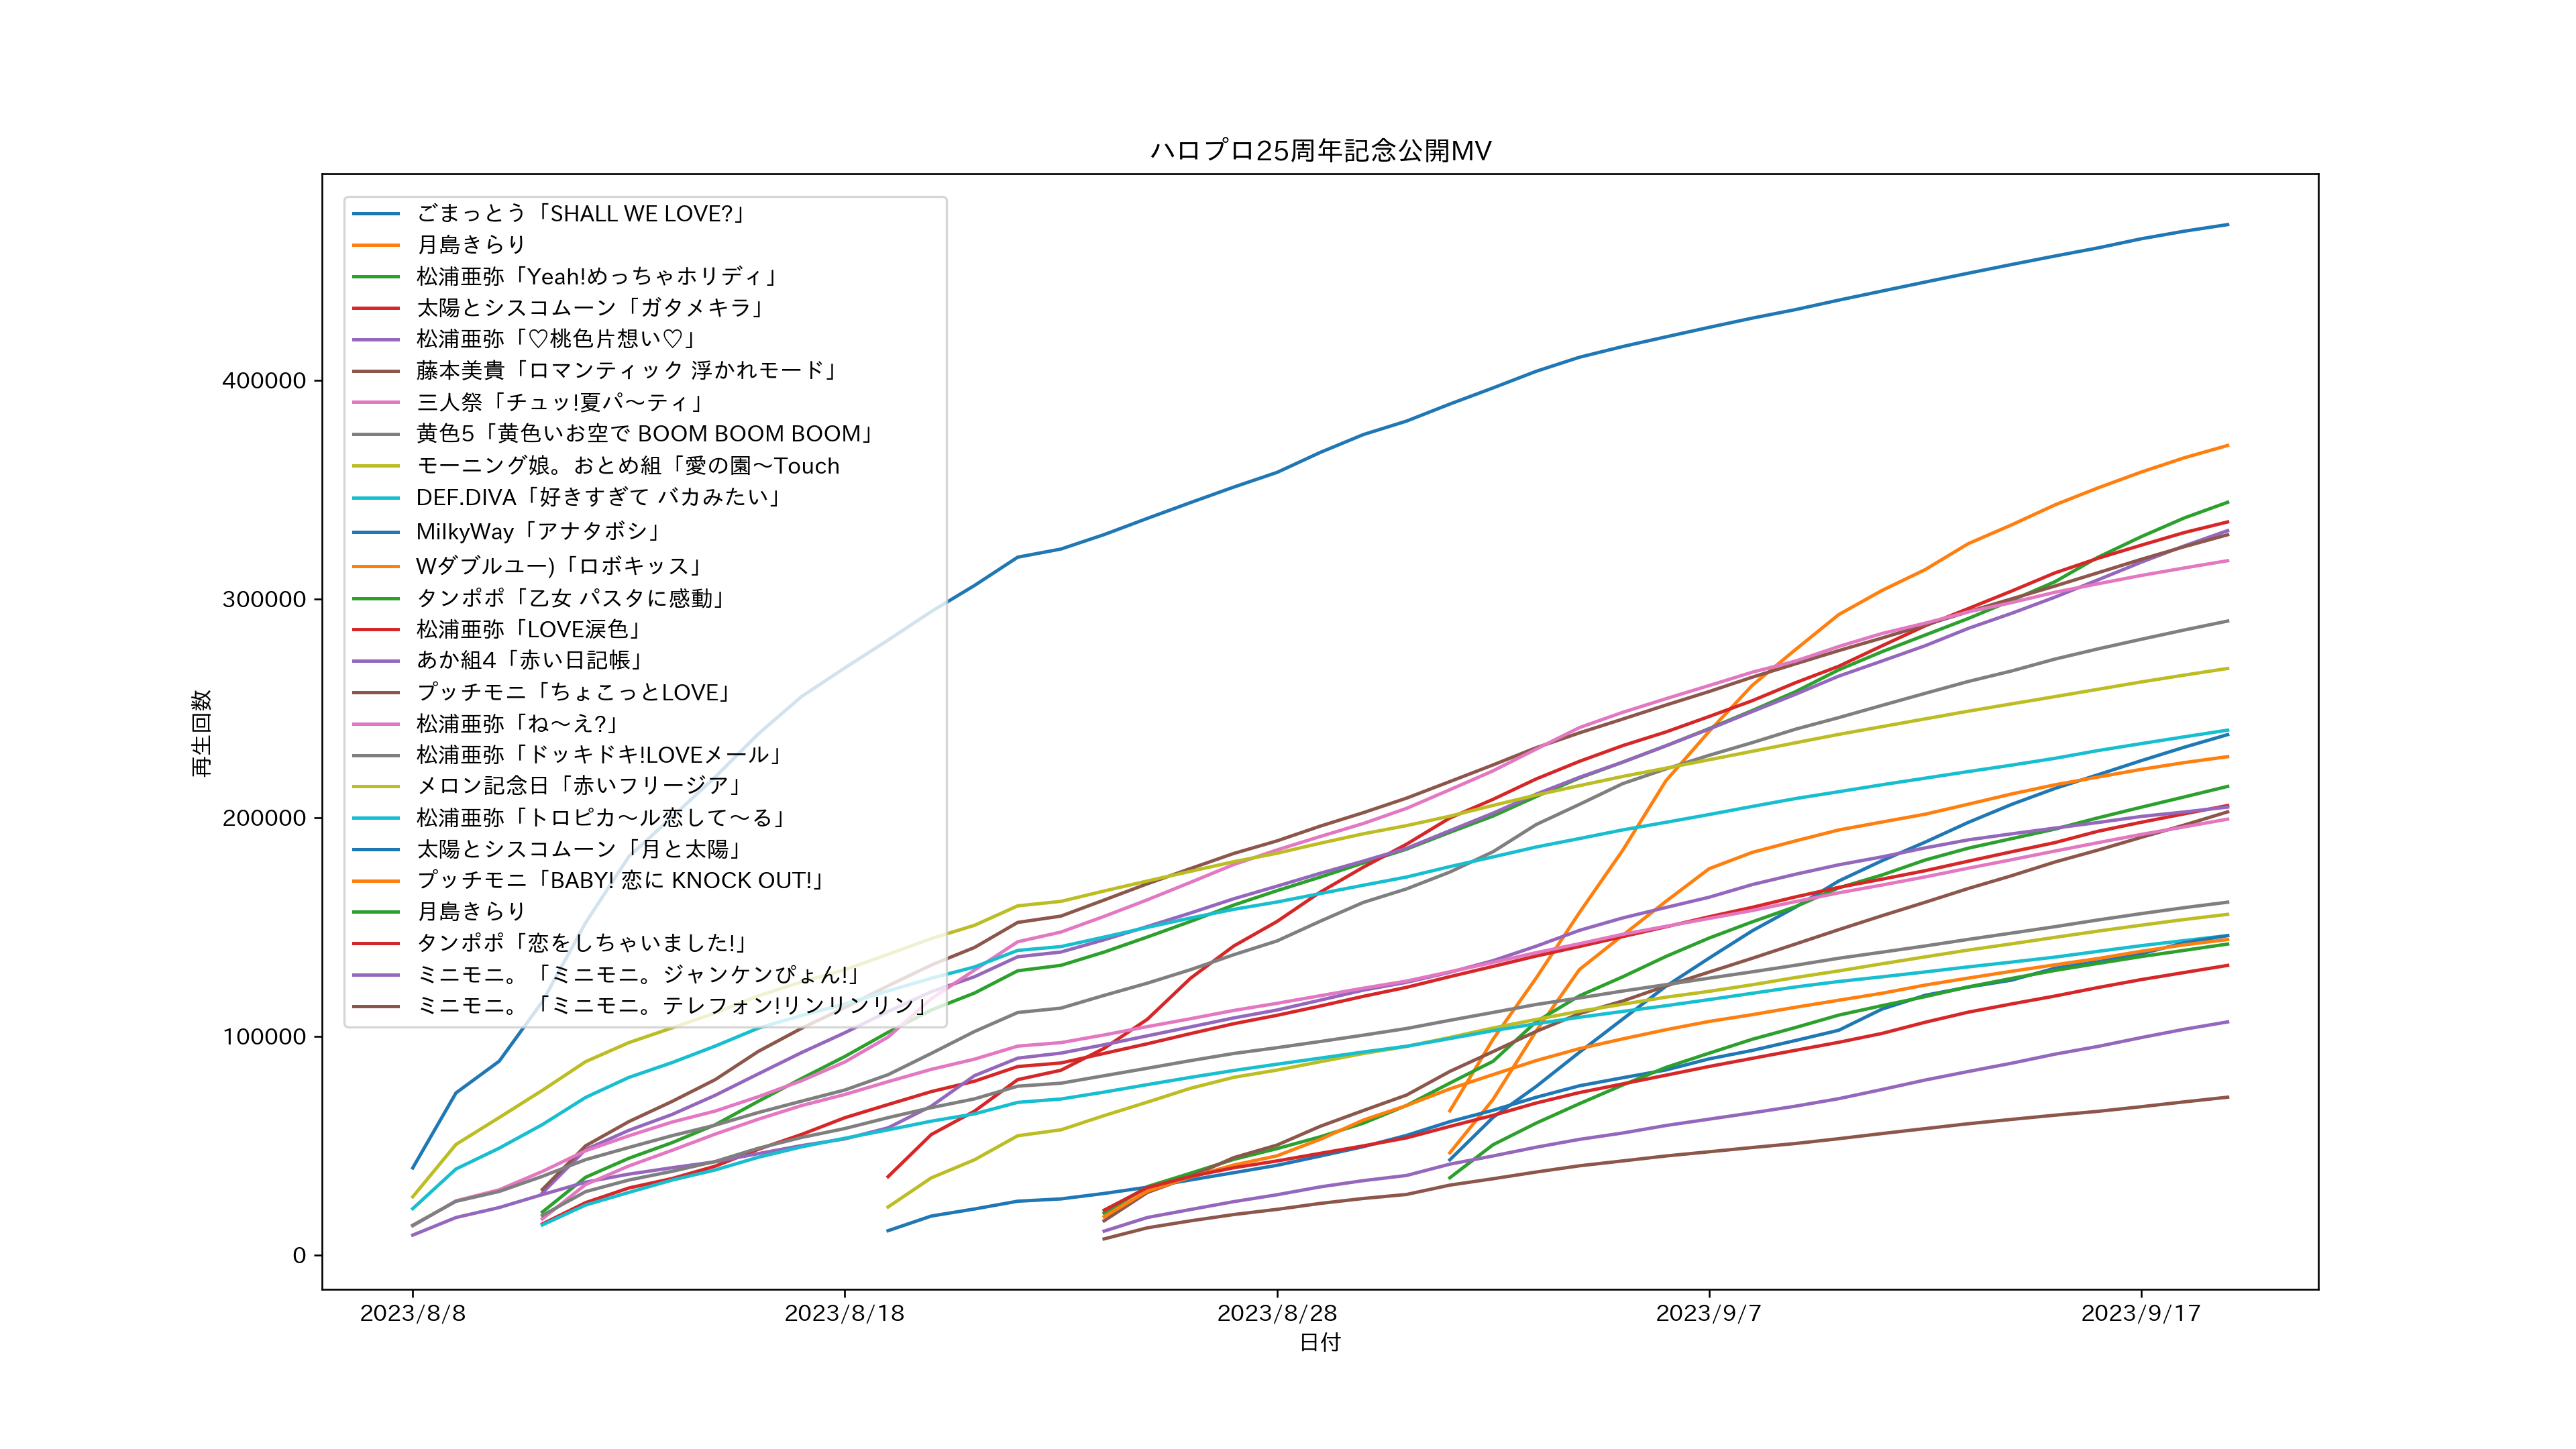 ハロプロ25周年記念公開MV
ごまっとう「SHALL WE LOVE?」
月島きらり
松浦亜弥「Yeah!めっちゃホリディ」
太陽とシスコムーン「ガタメキラ」
松浦亜弥「♡桃色片想い♡」
藤本美貴「ロマンティック 浮かれモード」
三人祭「チュッ!夏パ〜ティ」
黄色5「黄色いお空で BOOM BOOM BOOM」
モーニング娘。おとめ組「愛の園〜Touch
DEF.DIVA「好きすぎて バカみたい」
MilkyWay「アナタボシ」
Wダブルユー)「ロボキッス」
タンポポ「乙女 パスタに感動」
松浦亜弥「LOVE涙色」
あか組4「赤い日記帳」
プッチモニ「ちょこっとLOVE」
松浦亜弥「ね〜え?」
松浦亜弥「ドッキドキ!LOVEメール」
メロン記念日「赤いフリージア」
松浦亜弥「トロピカ〜ル恋して〜る」
太陽とシスコムーン「月と太陽」
プッチモニ「BABY! 恋に KNOCK OUT!」
月島きらり
タンポポ「恋をしちゃいました!」
ミニモニ。「ミニモニ。ジャンケンぴょん!」
ミニモニ。「ミニモニ。テレフォン!リンリンリン」
再生回数
400000
300000
200000
100000
0
2023/8/8
2023/8/18
2023/8/28
2023/9/7
2023/9/17
日付